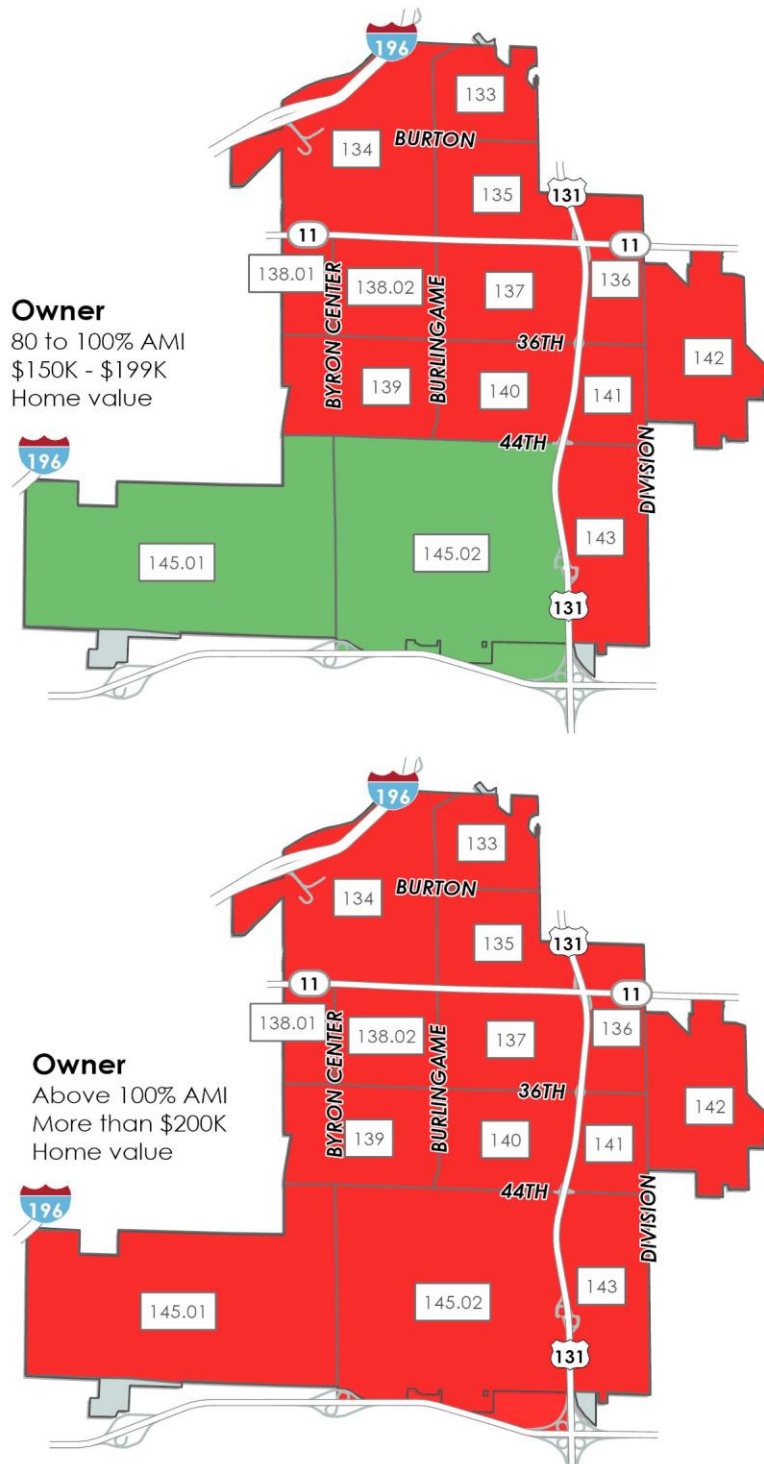 196
133
BURTON
134
135
131
11
11
138.01
138.02
137
136
BYRON CENTER
BURLINGAME
Owner
80 to 100% AMI
$150K - $199K
Home value
36TH
142
139
140
141
44TH
DIVISION
196
145.01
145.02
143
131
196
133
BURTON
134
135
131
11
11
138.01
138.02
137
136
BYRON CENTER
BURLINGAME
Owner
Above 100% AMI
More than $200K
Home value
36TH
142
139
140
141
44TH
DIVISION
196
145.01
145.02
143
131